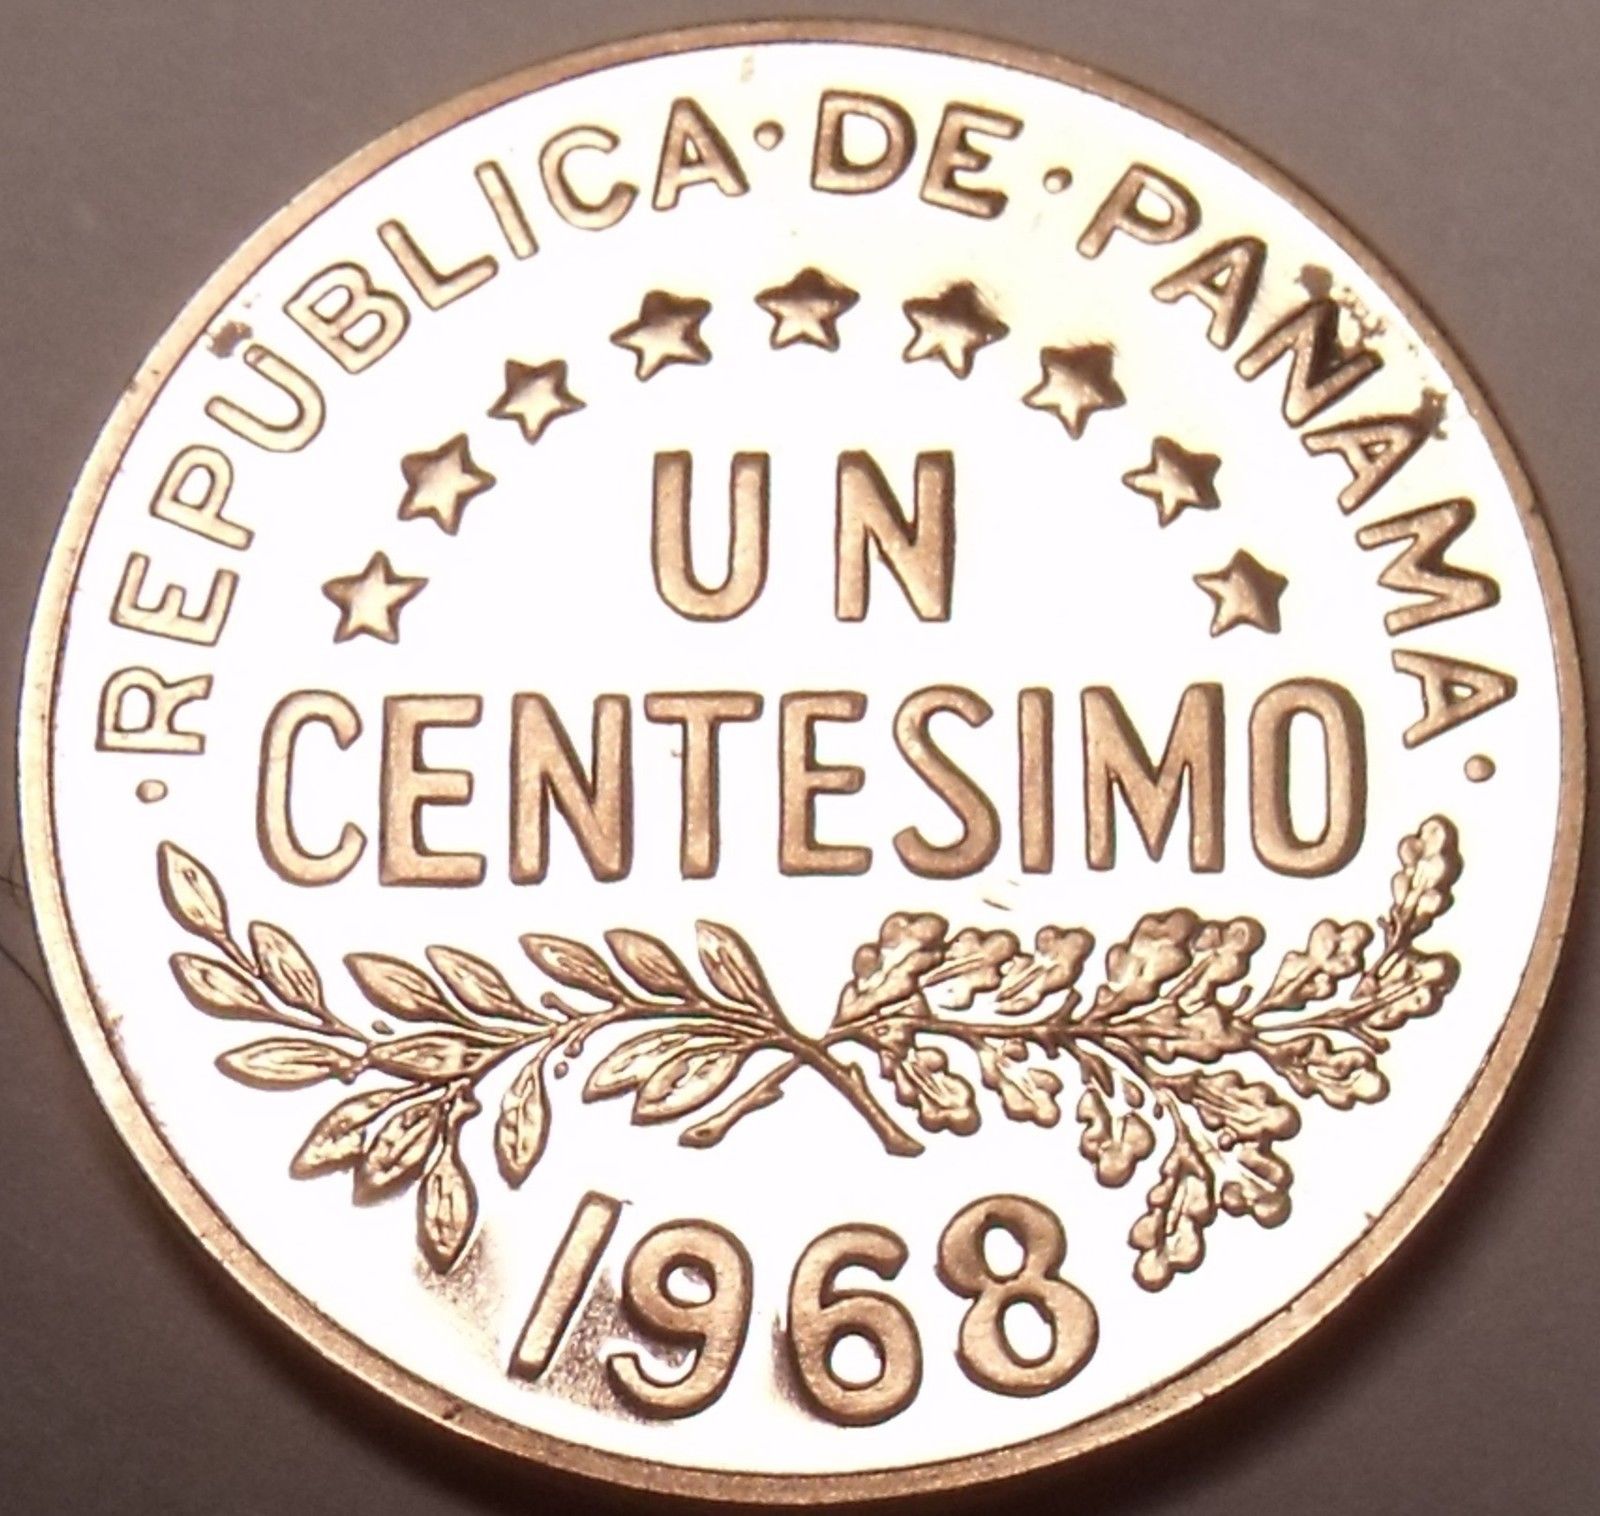 ·REPUBLICA·DE·PANAMA·
UN
CENTESIMO
1968